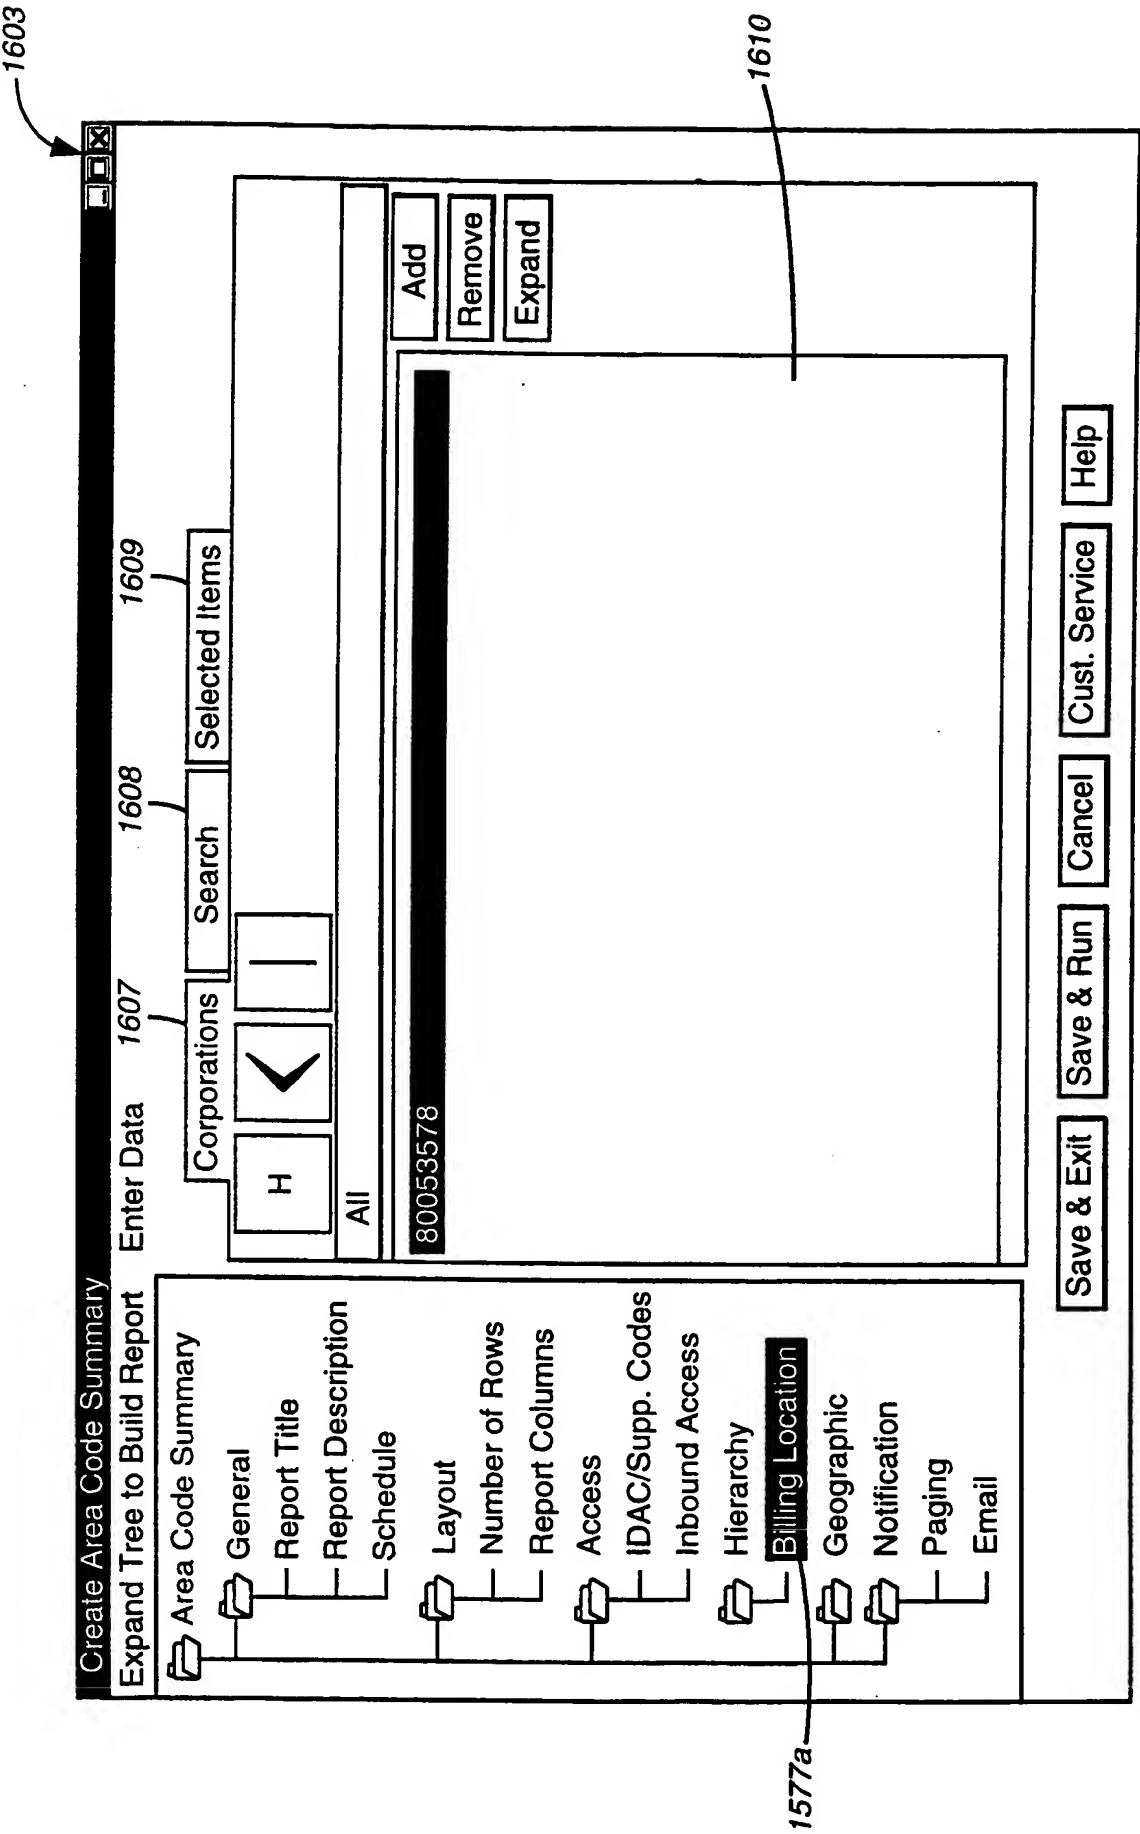 1603
Create Area Code Summary
Expand Tree to Build Report
Enter Data
1607
1608
1609
Area Code Summary
General
Report Title
Report Description
Schedule
Layout
Number of Rows
Report Columns
Access
IDAC/Supp. Codes
Inbound Access
Hierarchy
Billing Location
Geographic
Notification
Paging
Email
1577a
Corporations
Search
Selected Items
H
All
80053578
Add
Remove
Expand
1610
Save & Exit
Save & Run
Cancel
Cust. Service
Help